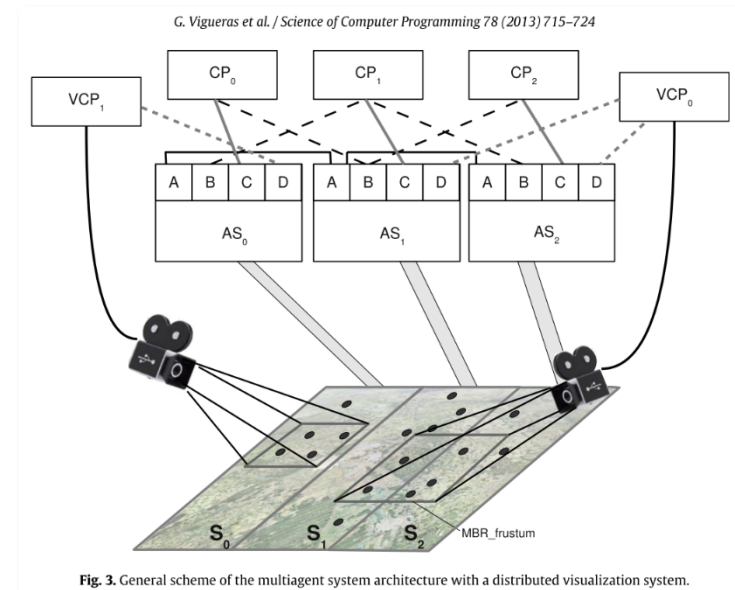 G. Vigueras et al. / Science of Computer Programming 78 (2013) 715–724
CP0
CP1
CP2
VCP1
VCP0
A B C D
A B C D
A B C D
AS0
AS1
AS2
S0
S1
S2
MBR_frustum
Fig. 3. General scheme of the multiagent system architecture with a distributed visualization system.